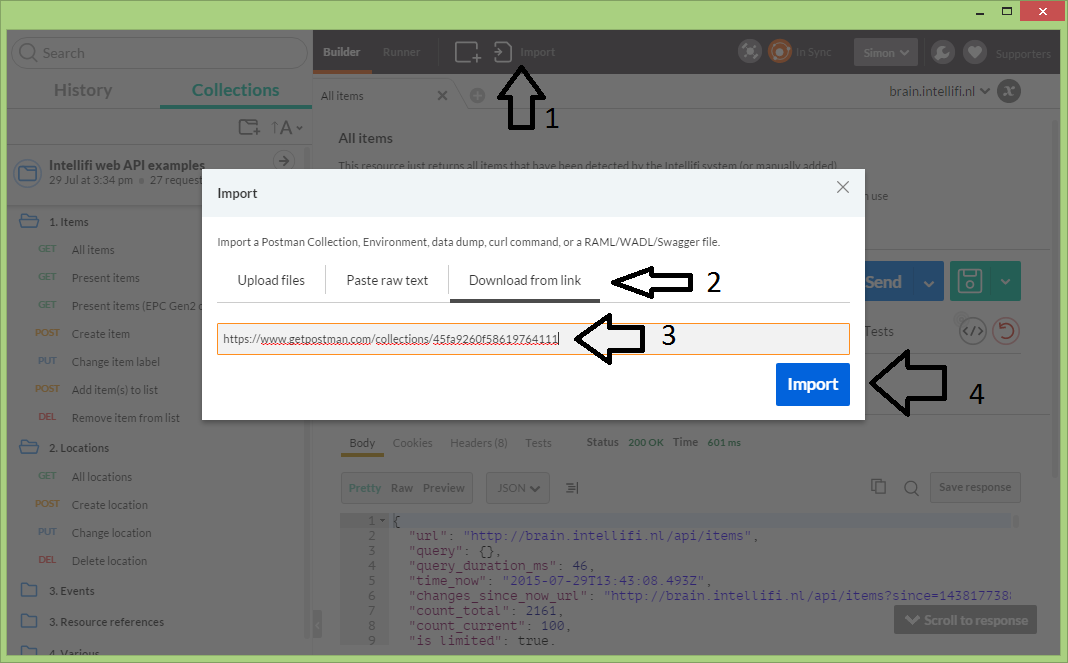 Search
Builder
Runner
Import
In Sync
Simon
Supporters
History
Collections
All items
brain.intellifi.nl
x
1
A
All items
Intellifi web API examples
29 Jul at 3:34 pm 27 request
This resource just returns all items that have been detected by the Intellifi system (or manually added)
n use
Import
Import a Postman Collection, Environment, data dump, curl command, or a RAML/WADL/Swagger file.
Upload files
Paste raw text
Download from link
2
https://www.getpostman.com/collections/45fa9260f58619764111
3
Import
4
Send
Tests
1. Items
GET All items
GET Present items
GET Present items (EPC Gen2 o
POST Create item
PUT Change item label
POST Add item(s) to list
DEL Remove item from list
2. Locations
GET All locations
POST Create location
PUT Change location
DEL Delete location
3. Events
3. Resource references
4. Various
Body
Cookies
Headers (8)
Tests
Status 200 OK Time 601 ms
Pretty
Raw
Preview
JSON
Save response
1 {
2 "url": "http://brain.intellifi.nl/api/items",
3 "query": {},
4 "query_duration_ms": 46,
5 "time_now": "2015-07-29T13:43:08.493Z",
6 "changes_since_now_url": "http://brain.intellifi.nl/api/items?since=143817738
7 "count_total": 2161,
8 "count_current": 100,
9 "is_limited": true,
Scroll to response